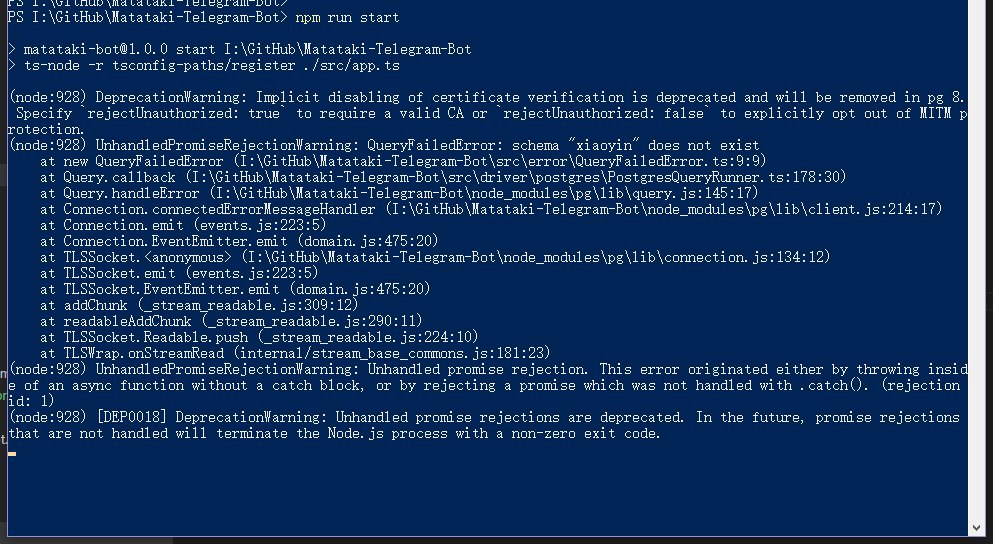 PS I:\GitHub\Matataki-Telegram-Bot>
PS I:\GitHub\Matataki-Telegram-Bot> npm run start
> matataki-bot@1.0.0 start I:\GitHub\Matataki-Telegram-Bot
> ts-node -r tsconfig-paths/register ./src/app.ts
(node:928) DeprecationWarning: Implicit disabling of certificate verification is deprecated and will be removed in pg 8.
Specify `rejectUnauthorized: true` to require a valid CA or `rejectUnauthorized: false` to explicitly opt out of MITM p
rotection.
(node:928) UnhandledPromiseRejectionWarning: QueryFailedError: schema "xiaoyin" does not exist
at new QueryFailedError (I:\GitHub\Matataki-Telegram-Bot\src\error\QueryFailedError.ts:9:9)
at Query.callback (I:\GitHub\Matataki-Telegram-Bot\src\driver\postgres\PostgresQueryRunner.ts:178:30)
at Query.handleError (I:\GitHub\Matataki-Telegram-Bot\node_modules\pg\lib\query.js:145:17)
at Connection.connectedErrorMessageHandler (I:\GitHub\Matataki-Telegram-Bot\node_modules\pg\lib\client.js:214:17)
at Connection.emit (events.js:223:5)
at Connection.EventEmitter.emit (domain.js:475:20)
at TLSSocket.<anonymous> (I:\GitHub\Matataki-Telegram-Bot\node_modules\pg\lib\connection.js:134:12)
at TLSSocket.emit (events.js:223:5)
at TLSSocket.EventEmitter.emit (domain.js:475:20)
at addChunk (_stream_readable.js:309:12)
at readableAddChunk (_stream_readable.js:290:11)
at TLSSocket.Readable.push (_stream_readable.js:224:10)
at TLSWrap.onStreamRead (internal/stream_base_commons.js:181:23)
(node:928) UnhandledPromiseRejectionWarning: Unhandled promise rejection. This error originated either by throwing insid
e of an async function without a catch block, or by rejecting a promise which was not handled with .catch(). (rejection
id: 1)
(node:928) [DEP0018] DeprecationWarning: Unhandled promise rejections are deprecated. In the future, promise rejections
that are not handled will terminate the Node.js process with a non-zero exit code.